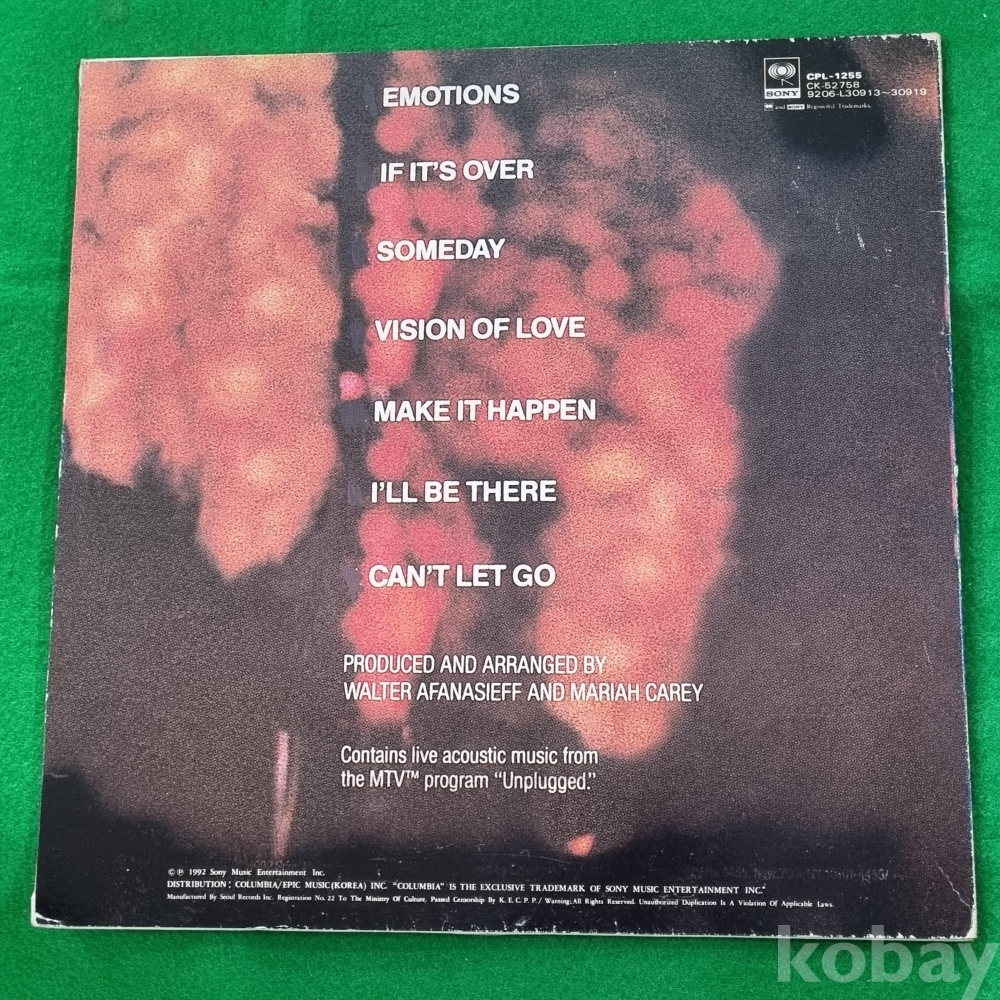 SONY
CPL-1255
CK-52758
9206-L30913~30919
and SONY Registered Trademarks.
EMOTIONS
IF IT'S OVER
SOMEDAY
VISION OF LOVE
MAKE IT HAPPEN
I'LL BE THERE
CAN'T LET GO
PRODUCED AND ARRANGED BY
WALTER AFANASIEFF AND MARIAH CAREY
Contains live acoustic music from
the MTV™ program “Unplugged.”
© ℗ 1992 Sony Music Entertainment Inc.
DISTRIBUTION : COLUMBIA/EPIC MUSIC(KOREA) INC. "COLUMBIA" IS THE EXCLUSIVE TRADEMARK OF SONY MUSIC ENTERTAINMENT INC."
Manufactured By Seoul Records Inc. Registration No. 22 To The Ministry Of Culture. Passed Censorship By K. E. C. P. P. / Warning; All Rights Reserved. Unauthorized Duplication Is A Violation Of Applicable Laws.
kobay